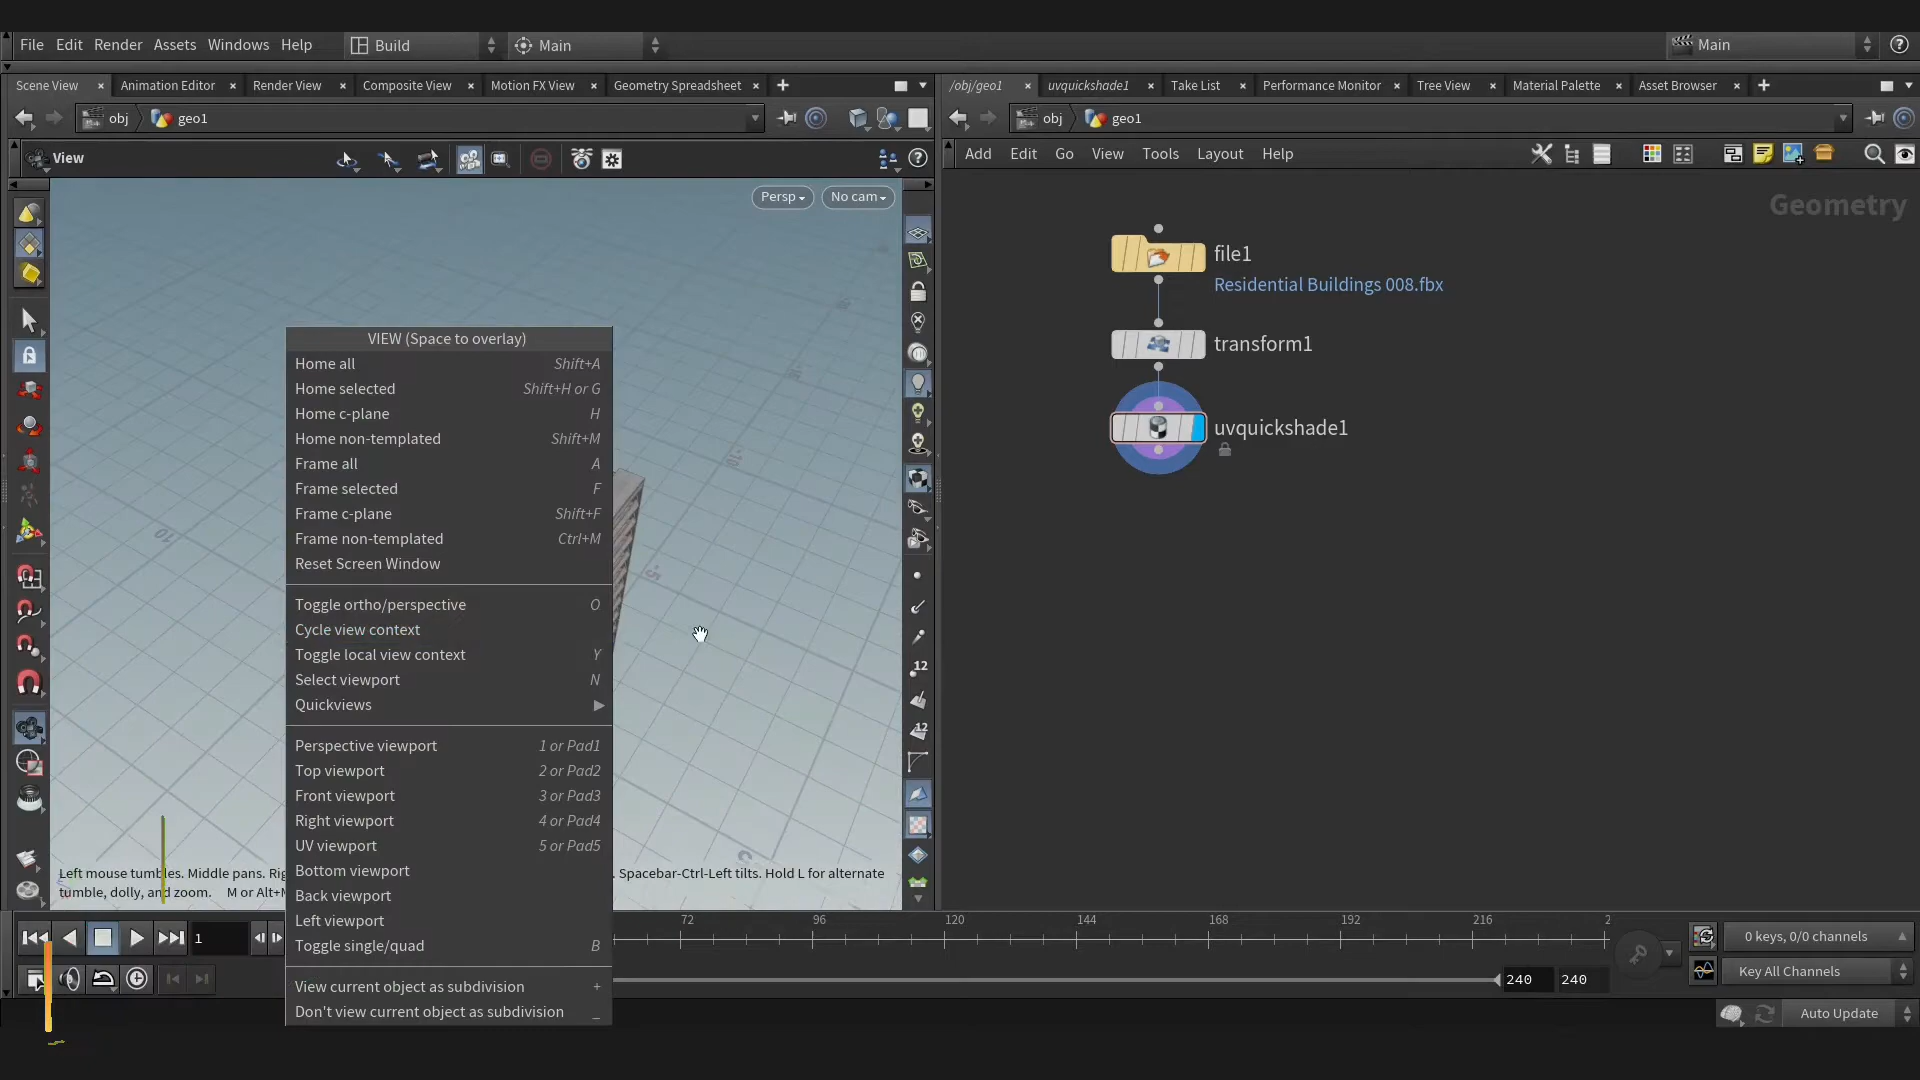 File Edit Render Assets Windows Help Build Main Main
Scene View Animation Editor Render View Composite View Motion FX View Geometry Spreadsheet
/obj/geo1 uvquickshade1 Take List Performance Monitor Tree View Material Palette Asset Browser
obj geo1
obj geo1
View
Add Edit Go View Tools Layout Help
Persp No cam
Geometry
file1
Residential Buildings 008.fbx
transform1
uvquickshade1
VIEW (Space to overlay)
Home all Shift+A
Home selected Shift+H or G
Home c-plane H
Home non-templated Shift+M
Frame all A
Frame selected F
Frame c-plane Shift+F
Frame non-templated Ctrl+M
Reset Screen Window
Toggle ortho/perspective O
Cycle view context
Toggle local view context Y
Select viewport N
Quickviews
Perspective viewport 1 or Pad1
Top viewport 2 or Pad2
Front viewport 3 or Pad3
Right viewport 4 or Pad4
UV viewport 5 or Pad5
Bottom viewport
Back viewport
Left viewport
Toggle single/quad B
View current object as subdivision +
Don't view current object as subdivision _
10
-10
-5
12
12
Left mouse tumbles. Middle pans. . Spacebar-Ctrl-Left tilts. Hold L for alternate
tumble, dolly, and zoom. M or
72 96 120 144 168 192 216 2
1
0 keys, 0/0 channels
240 240
Key All Channels
Auto Update